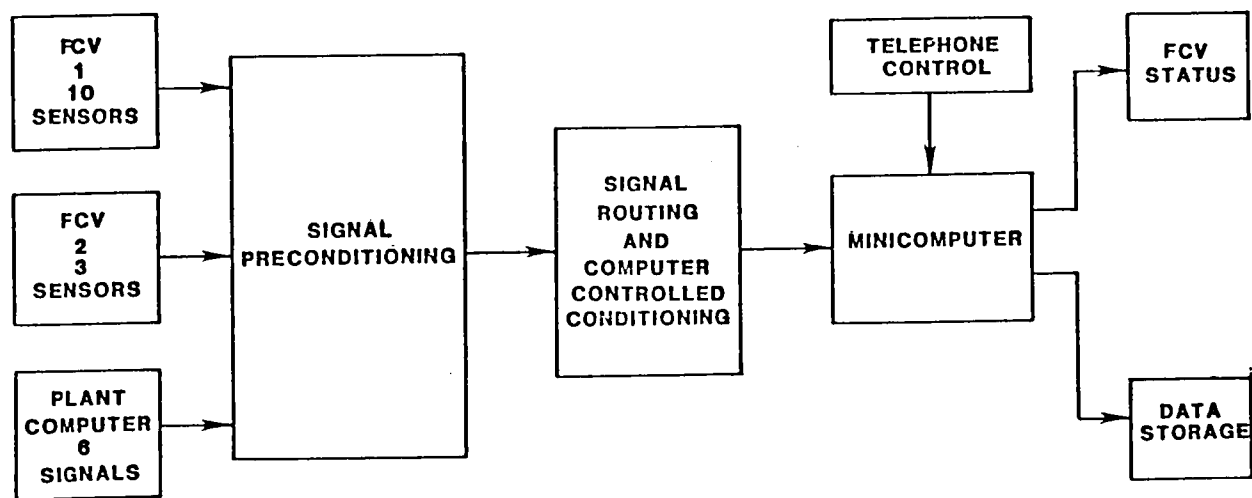 FCV
1
10
SENSORS
FCV
2
3
SENSORS
PLANT
COMPUTER
6
SIGNALS
SIGNAL
PRECONDITIONING
SIGNAL
ROUTING
AND
COMPUTER
CONTROLLED
CONDITIONING
TELEPHONE
CONTROL
MINICOMPUTER
FCV
STATUS
DATA
STORAGE